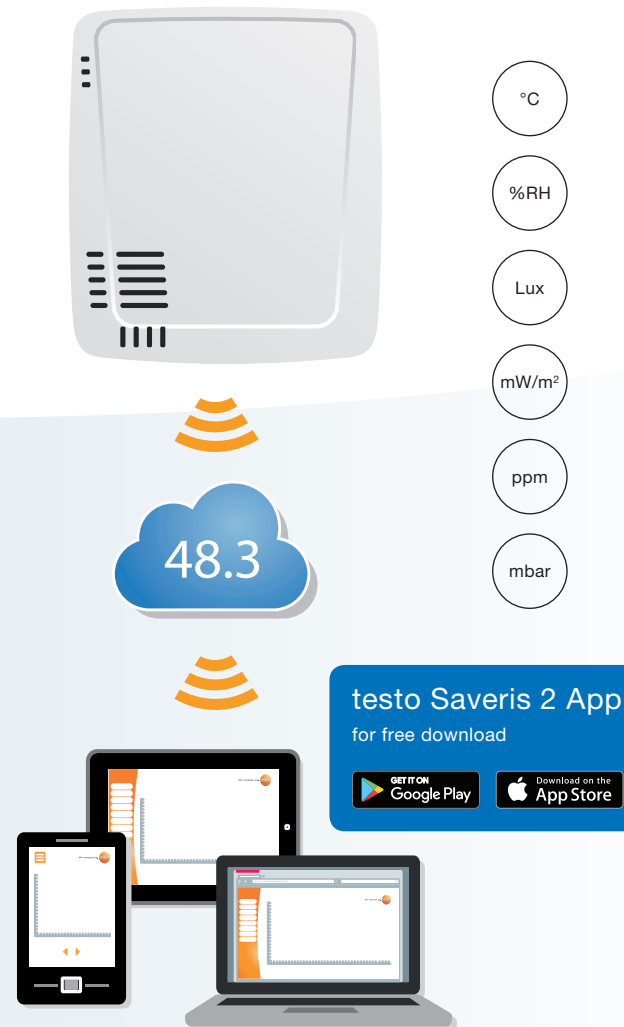 °C
%RH
Lux
mW/m²
ppm
mbar
48.3
testo Saveris 2 App
for free download
GET IT ON
Google Play
Download on the
App Store